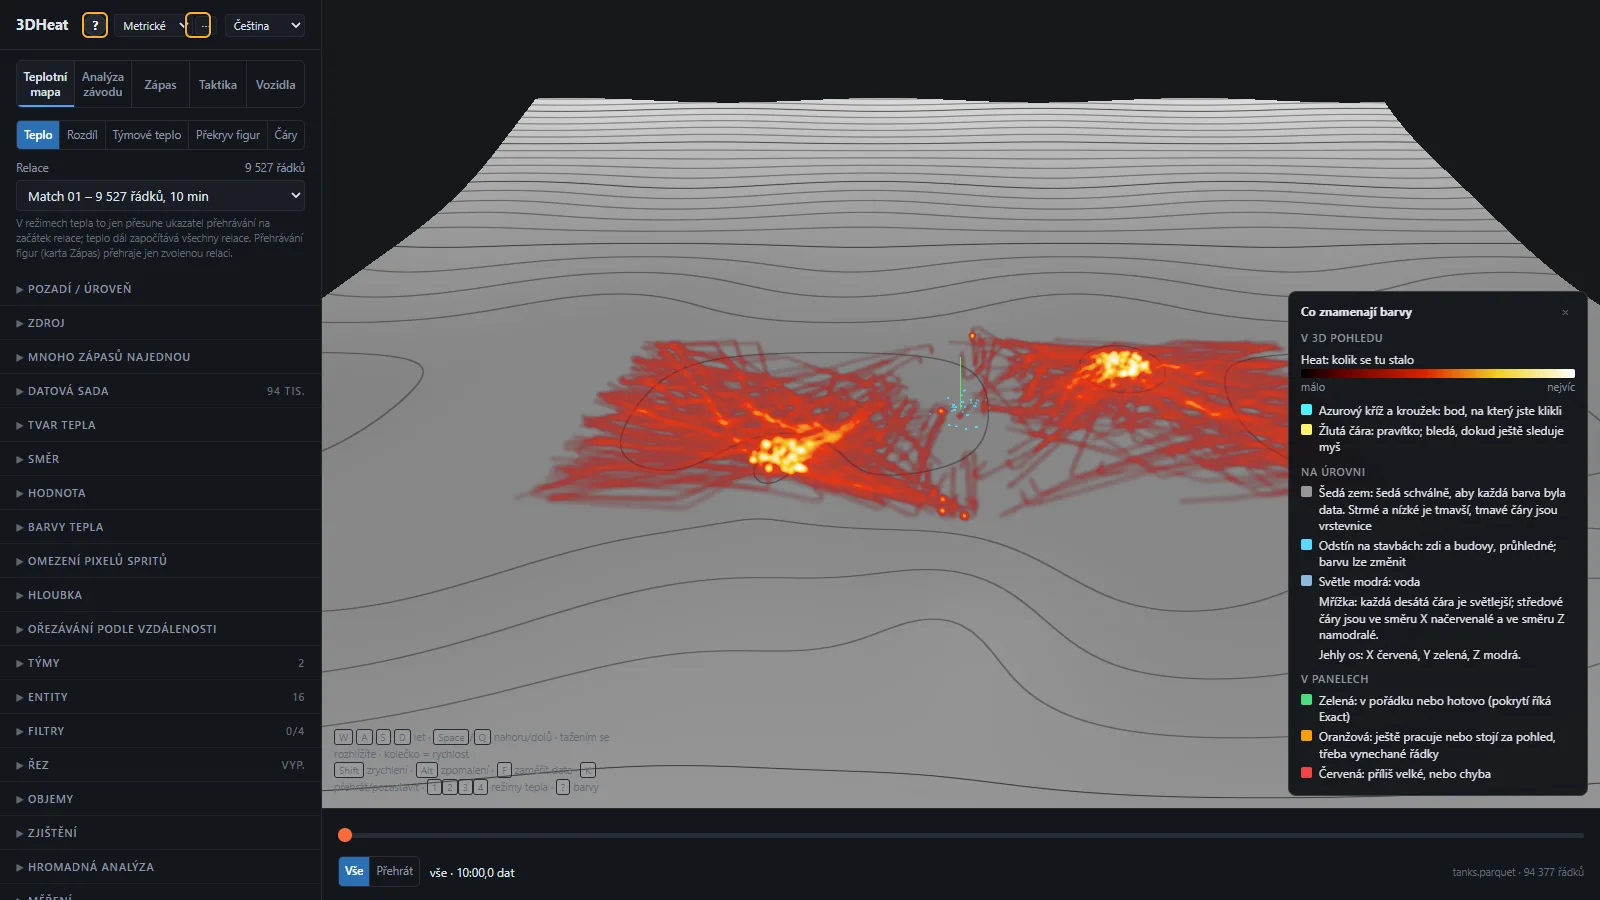 3DHeat ? Metrické ... Čeština
Teplotní mapa
Analýza závodu
Zápas
Taktika
Vozidla
Teplo
Rozdíl
Týmové teplo
Překryv figur
Čáry
Relace 9 527 řádků
Match 01 – 9 527 řádků, 10 min
V režimech tepla to jen přesune ukazatel přehrávání na
začátek relace; teplo dál započítává všechny relace. Přehrávání
figur (karta Zápas) přehraje jen zvolenou relaci.
POZADÍ / ÚROVEŇ
ZDROJ
MNOHO ZÁPASŮ NAJEDNOU
DATOVÁ SADA 94 TIS.
TVAR TEPLA
SMĚR
HODNOTA
BARVY TEPLA
OMEZENÍ PIXELŮ SPRITŮ
HLOUBKA
OŘEZÁVÁNÍ PODLE VZDÁLENOSTI
TÝMY 2
ENTITY 16
FILTRY 0/4
ŘEZ VYP.
OBJEMY
ZJIŠTĚNÍ
HROMADNÁ ANALÝZA
MĚŘENÍ
W A S D let · Space / Q nahoru/dolů · tažením se
rozhlížíte · kolečko = rychlost
Shift zrychlení · Alt zpomalení · F zaměřit data · K
přehrát/pozastavit · 1 2 3 4 režimy tepla · ? barvy
Co znamenají barvy ×
V 3D POHLEDU
Heat: kolik se tu stalo
málo nejvíc
Azurový kříž a kroužek: bod, na který jste klikli
Žlutá čára: pravítko; bledá, dokud ještě sleduje
myš
NA ÚROVNI
Šedá zem: šedá schválně, aby každá barva byla
data. Strmé a nízké je tmavší, tmavé čáry jsou
vrstevnice
Odstín na stavbách: zdi a budovy, průhledné;
barvu lze změnit
Světle modrá: voda
Mřížka: každá desátá čára je světlejší; středové
čáry jsou ve směru X načervenalé a ve směru Z
namodralé.
Jehly os: X červená, Y zelená, Z modrá.
V PANELECH
Zelená: v pořádku nebo hotovo (pokrytí říká
Exact)
Oranžová: ještě pracuje nebo stojí za pohled,
třeba vynechané řádky
Červená: příliš velké, nebo chyba
Vše
Přehrát
vše · 10:00,0 dat
tanks.parquet · 94 377 řádků